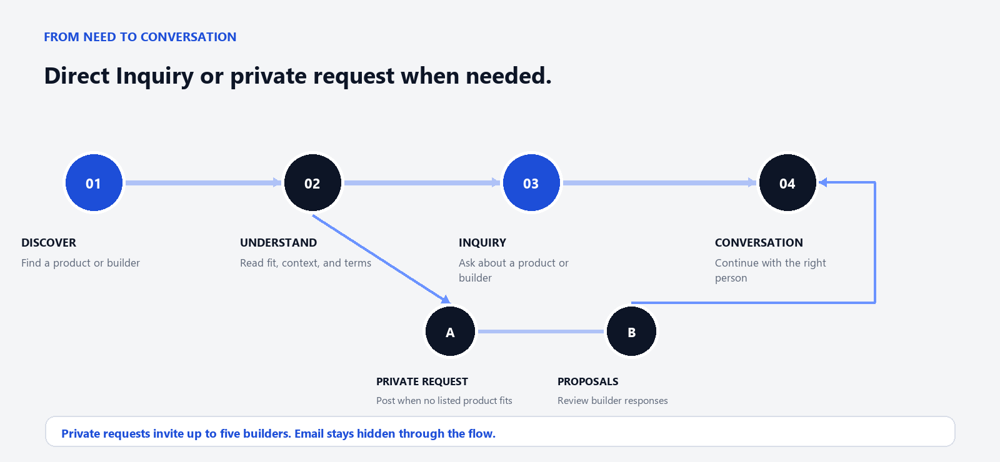 FROM NEED TO CONVERSATION
Direct Inquiry or private request when needed.
01
02
03
04
DISCOVER
Find a product or builder
UNDERSTAND
Read fit, context, and terms
INQUIRY
Ask about a product or
builder
CONVERSATION
Continue with the right
person
A
B
PRIVATE REQUEST
Post when no listed product fits
PROPOSALS
Review builder responses
Private requests invite up to five builders. Email stays hidden through the flow.